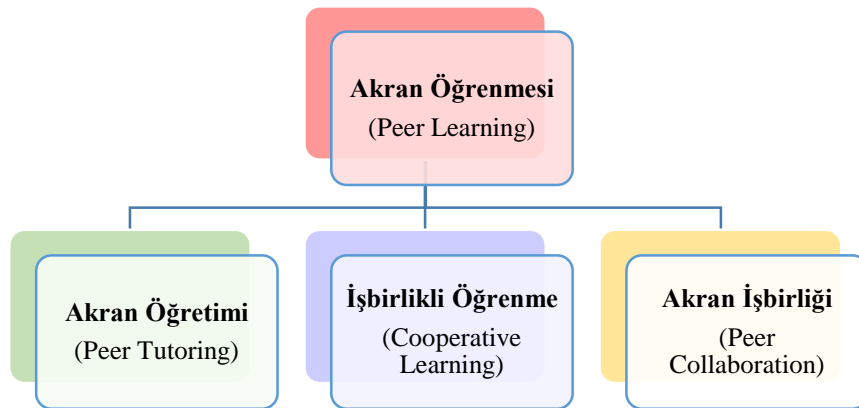 Akran Öğrenmesi
(Peer Learning)
Akran Öğretimi
(Peer Tutoring)
İşbirlikli Öğrenme
(Cooperative
Learning)
Akran İşbirliği
(Peer
Collaboration)